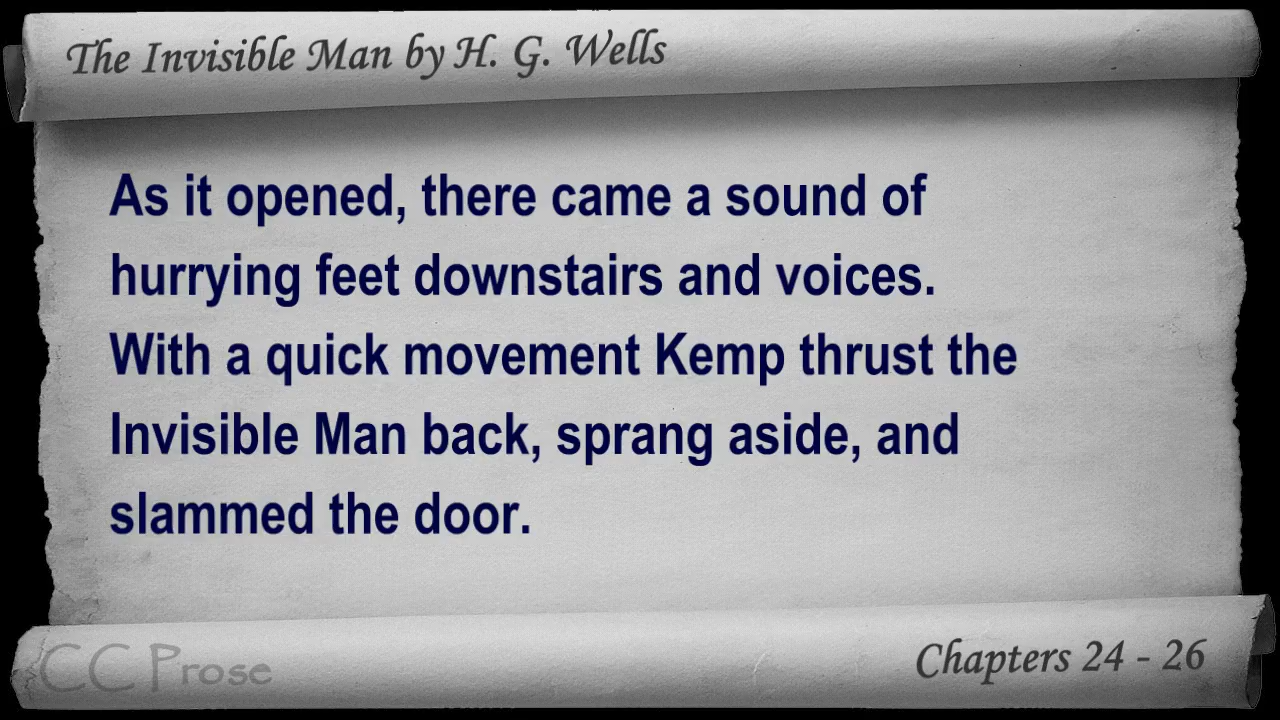 The Invisible Man by H. G. Wells
As it opened, there came a sound of
hurrying feet downstairs and voices.
With a quick movement Kemp thrust the
Invisible Man back, sprang aside, and
slammed the door.
CC Prose
Chapters 24 - 26